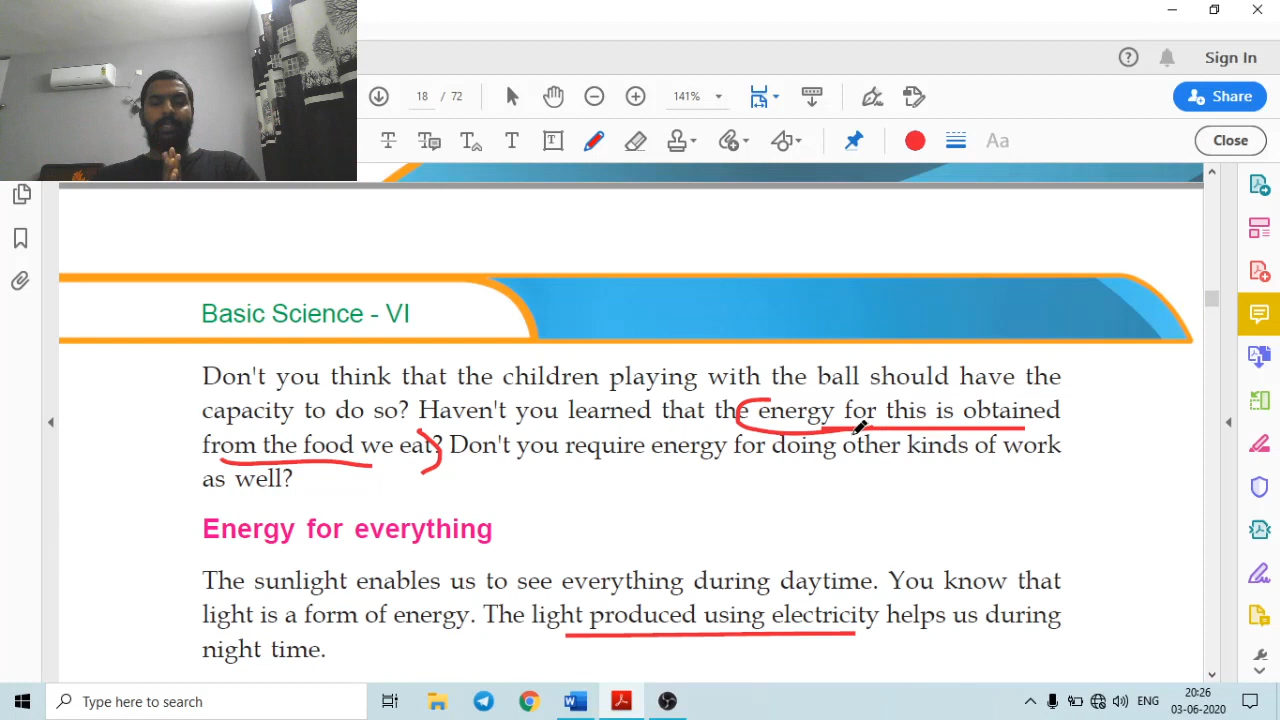 Sign In
18 / 72
141%
Share
Aa
Close
Basic Science - VI
Don't you think that the children playing with the ball should have the
capacity to do so? Haven't you learned that the energy for this is obtained
from the food we eat? Don't you require energy for doing other kinds of work
as well?
Energy for everything
The sunlight enables us to see everything during daytime. You know that
light is a form of energy. The light produced using electricity helps us during
night time.
Type here to search
ENG
20:26
03-06-2020